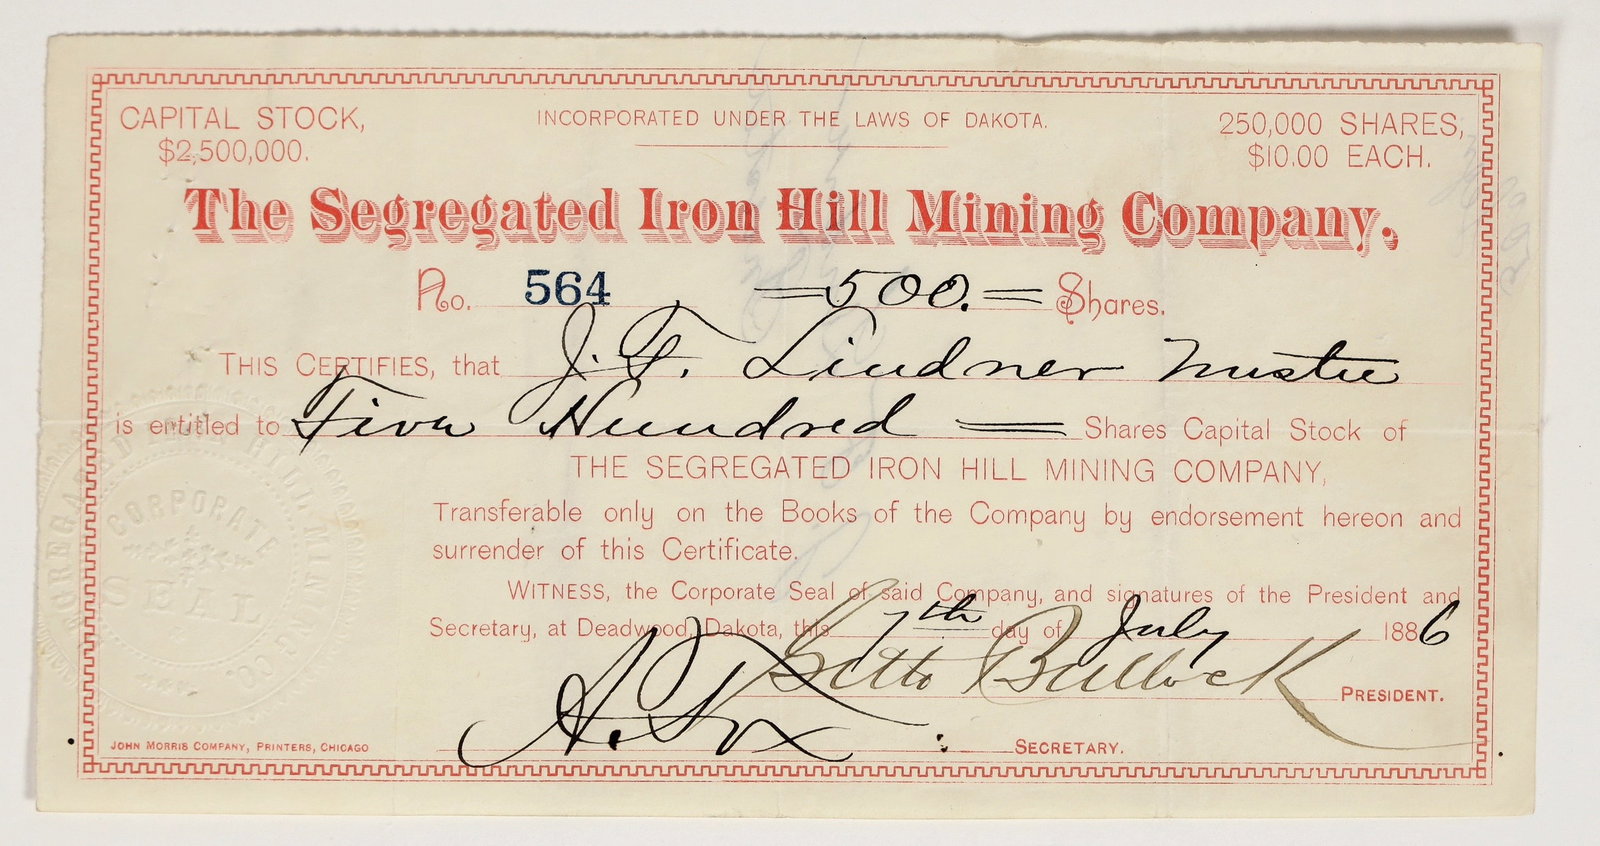 CAPITAL STOCK,
$2,500,000.
INCORPORATED UNDER THE LAWS OF DAKOTA.
250,000 SHARES,
$10.00 EACH.
The Segregated Iron Hill Mining Company.
No. 564 =500.= Shares.
THIS CERTIFIES, that J. F. Lindner Trustee
is entitled to Five Hundred = Shares Capital Stock of
THE SEGREGATED IRON HILL MINING COMPANY,
Transferable only on the Books of the Company by endorsement hereon and
surrender of this Certificate.
WITNESS, the Corporate Seal of said Company, and signatures of the President and
Secretary, at Deadwood, Dakota, this 7th day of July 1886
Seth Bullock PRESIDENT.
A. Fox SECRETARY.
JOHN MORRIS COMPANY, PRINTERS, CHICAGO
SEGREGATED IRON HILL MINING CO.
CORPORATE
SEAL